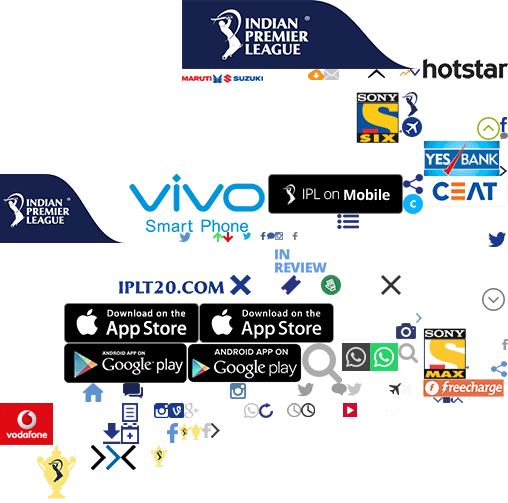 INDIAN
PREMIER
LEAGUE
MARUTI SUZUKI
hotstar
SONY
SIX
YES BANK
INDIAN
PREMIER
LEAGUE
vivo
Smart Phone
IPL on Mobile
CEAT
C
IN
REVIEW
IPLT20.COM
Download on the
App Store
Download on the
App Store
ANDROID APP ON
Google play
ANDROID APP ON
Google play
SONY
MAX
freecharge
vodafone